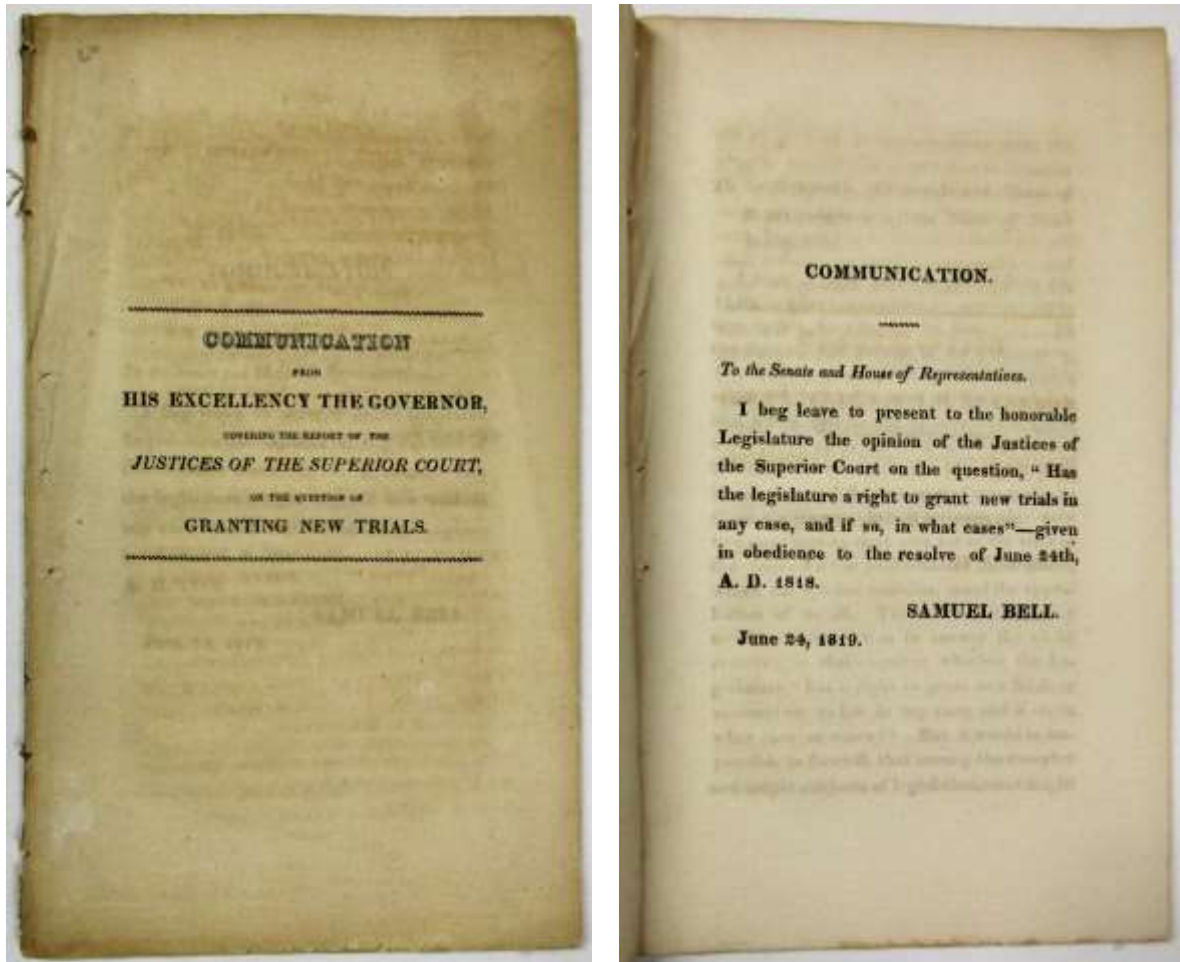 COMMUNICATION
FROM
HIS EXCELLENCY THE GOVERNOR,
COVERING THE REPORT OF THE
JUSTICES OF THE SUPERIOR COURT,
ON THE QUESTION OF
GRANTING NEW TRIALS.
COMMUNICATION.
To the Senate and House of Representatives.
I beg leave to present to the honorable
Legislature the opinion of the Justices of
the Superior Court on the question, “ Has
the legislature a right to grant new trials in
any case, and if so, in what cases”—given
in obedience to the resolve of June 24th,
A. D. 1818.
SAMUEL BELL.
June 24, 1819.